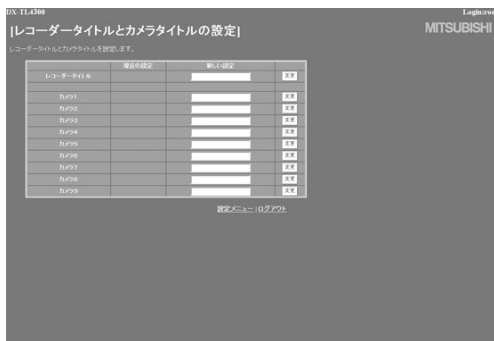 DX-TL4300
Login:roo
[レコーダータイトルとカメラタイトルの設定]
MITSUBISHI
レコーダータイトルとカメラタイトルを設定します。
現在の設定 新しい設定
レコーダータイトル 変更
カメラ1 変更
カメラ2 変更
カメラ3 変更
カメラ4 変更
カメラ5 変更
カメラ6 変更
カメラ7 変更
カメラ8 変更
カメラ9 変更
設定メニュー | ログアウト